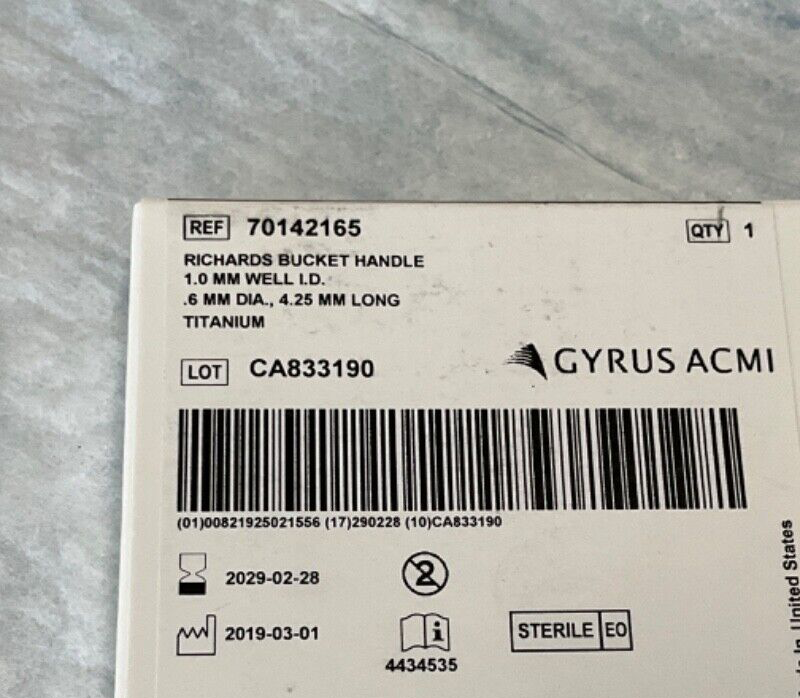 REF 70142165
QTY 1
RICHARDS BUCKET HANDLE
1.0 MM WELL I.D.
.6 MM DIA., 4.25 MM LONG
TITANIUM
LOT CA833190
GYRUS ACMI
(01)00821925021556 (17)290228 (10)CA833190
2029-02-28
2
2019-03-01
i
STERILE EO
4434535
In United States